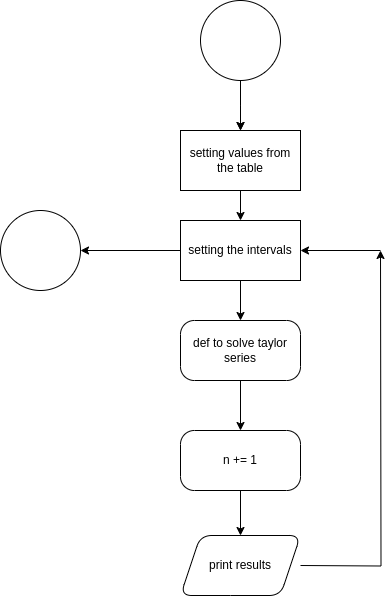 setting values from
the table
setting the intervals
def to solve taylor
series
n += 1
print results